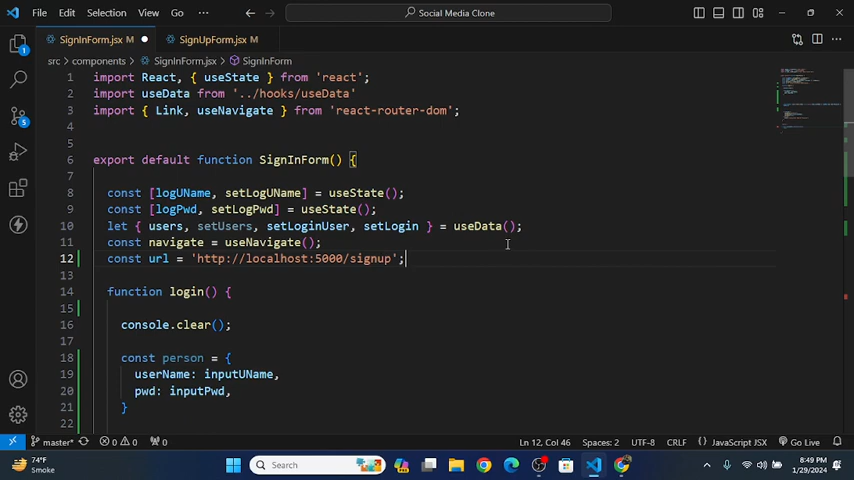 File Edit Selection View Go ··· Social Media Clone
SignInForm.jsx M SignUpForm.jsx M
src > components > SignInForm.jsx > SignInForm
1 import React, { useState } from 'react';
2 import useData from '../hooks/useData'
3 import { Link, useNavigate } from 'react-router-dom';
4
5
6 export default function SignInForm() {
7
8 const [logUName, setLogUName] = useState();
9 const [logPwd, setLogPwd] = useState();
10 let { users, setUsers, setLoginUser, setLogin } = useData();
11 const navigate = useNavigate();
12 const url = 'http://localhost:5000/signup';
13
14 function login() {
15
16 console.clear();
17
18 const person = {
19 userName: inputUName,
20 pwd: inputPwd,
21 }
22
1
5
master* 0 0 0 Ln 12, Col 46 Spaces: 2 UTF-8 CRLF {} JavaScript JSX Go Live
74°F
Smoke
Search
8:49 PM
1/29/2024